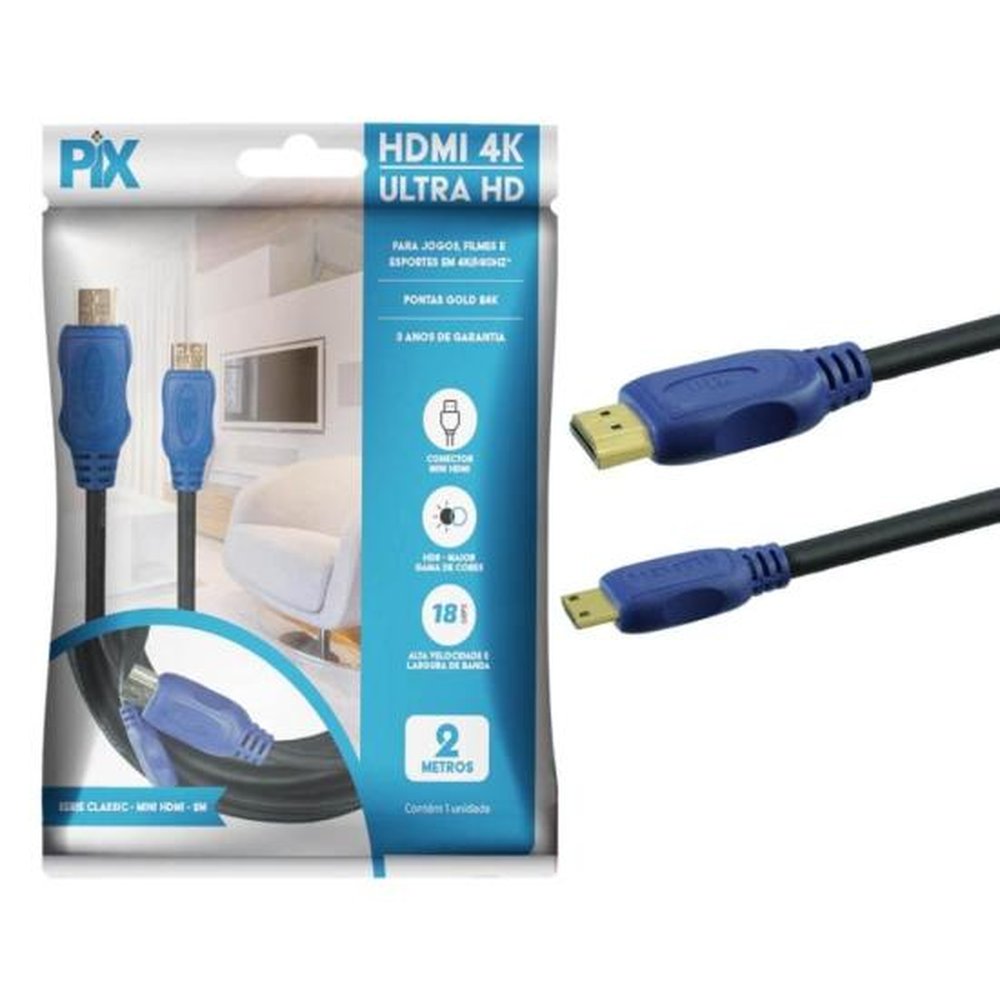 PIX
HDMI 4K
ULTRA HD
PARA JOGOS, FILMES E
ESPORTES EM 4K@60HZ*
PONTAS GOLD 24K
3 ANOS DE GARANTIA
CONECTOR
MINI HDMI
HDR - MAIOR
GAMA DE CORES
18 GBPS
ALTA VELOCIDADE E
LARGURA DE BANDA
2
METROS
Contém 1 unidade
SÉRIE CLASSIC - MINI HDMI - 2M